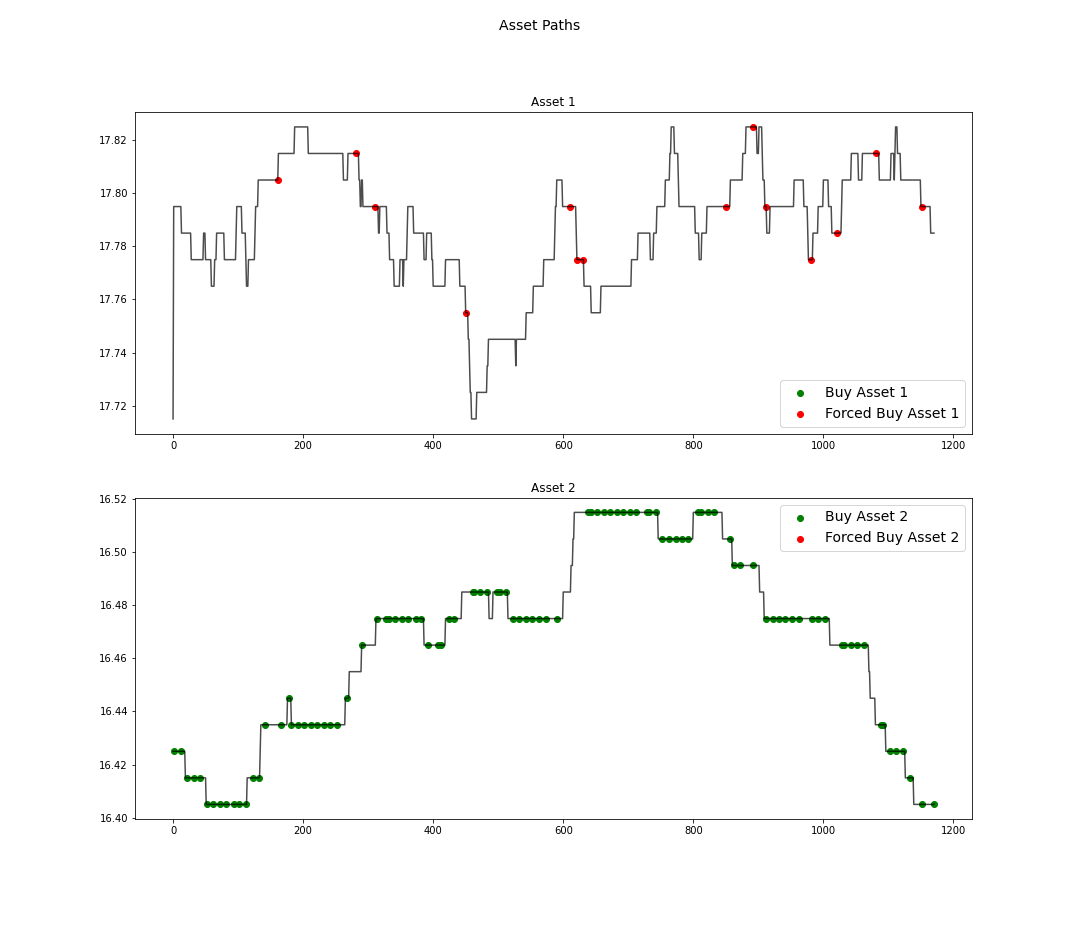 Asset Paths
Asset 1
17.82
17.80
17.78
17.76
17.74
17.72
Buy Asset 1
Forced Buy Asset 1
0 200 400 600 800 1000 1200
Asset 2
16.52
16.50
16.48
16.46
16.44
16.42
16.40
Buy Asset 2
Forced Buy Asset 2
0 200 400 600 800 1000 1200